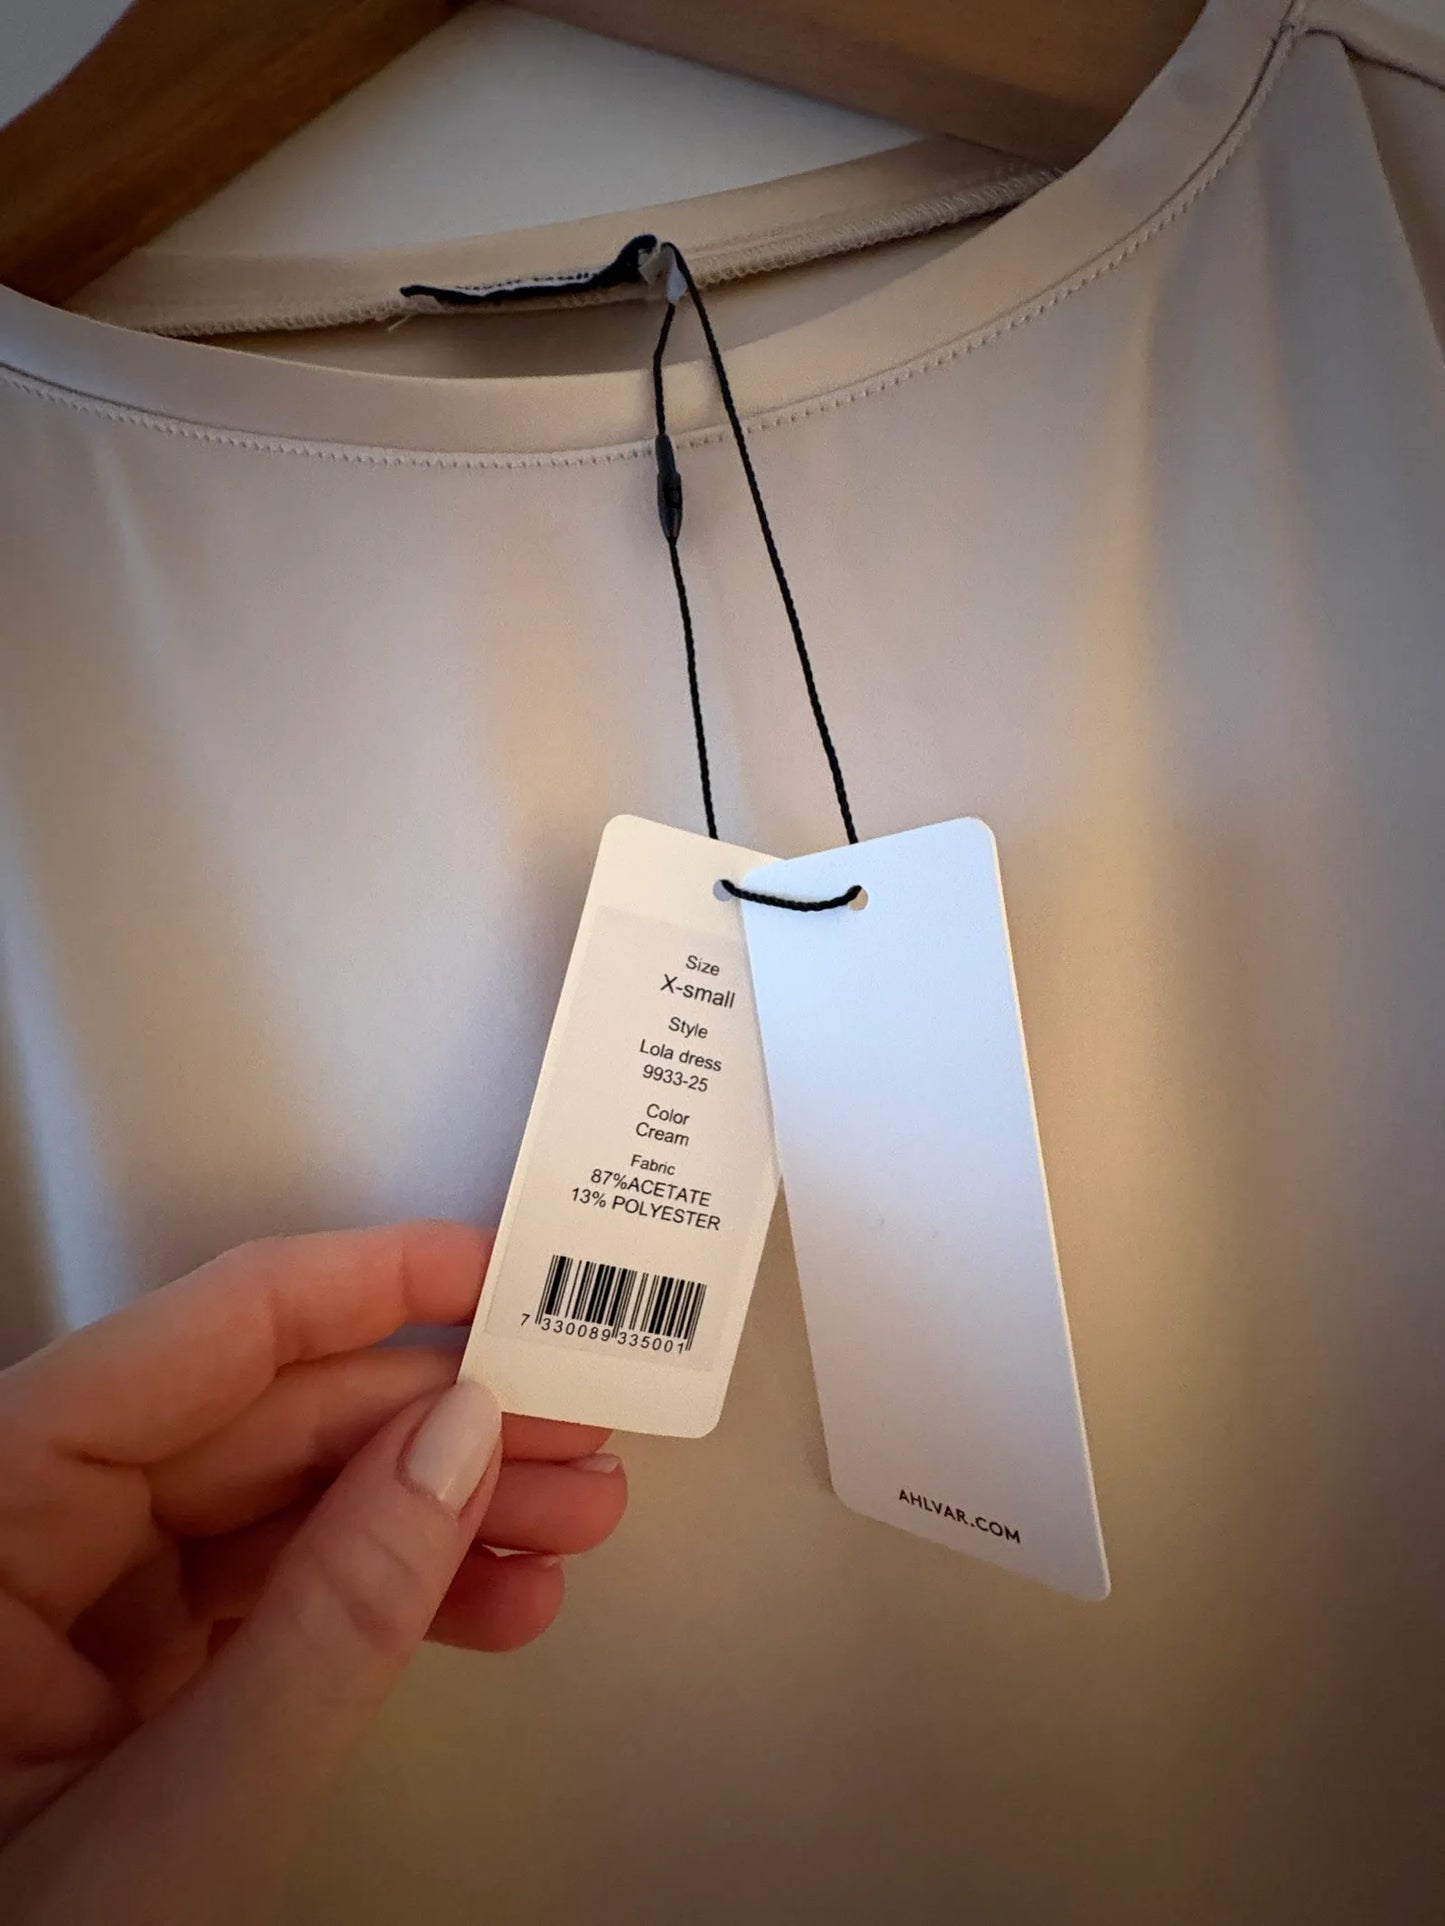 Size
X-small
Style
Lola dress
9933-25
Color
Cream
Fabric
87%ACETATE
13% POLYESTER
7 330089 335001
AHLVAR.COM